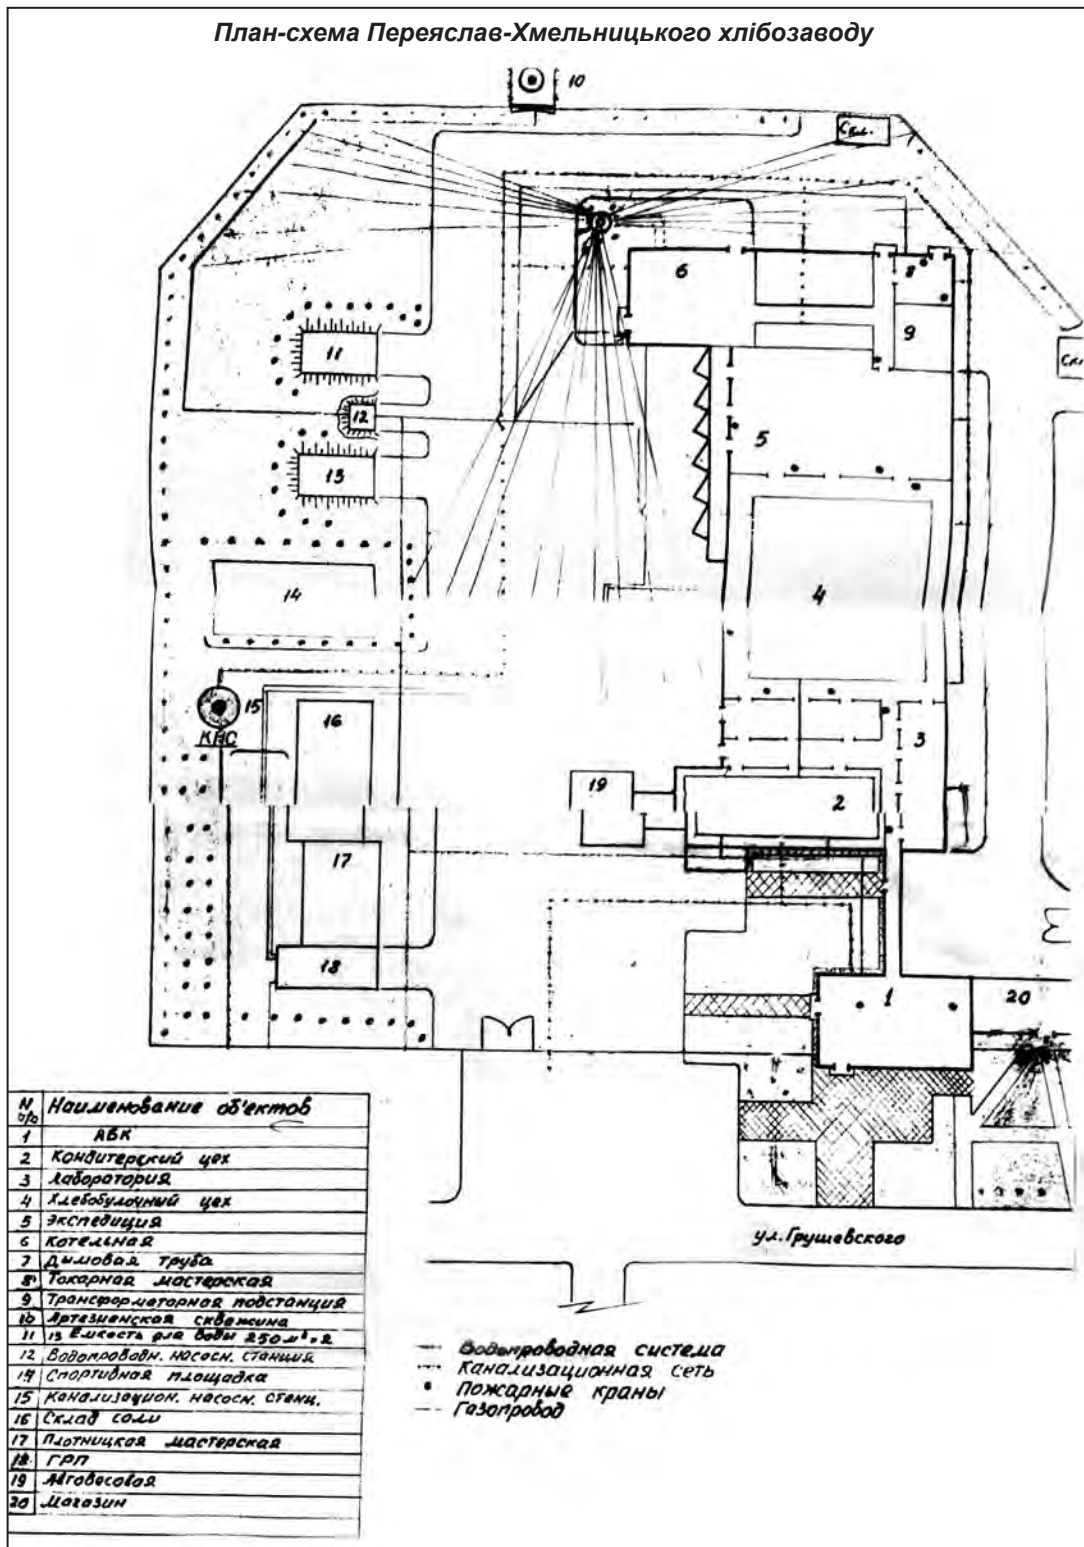 План-схема Переяслав-Хмельницького хлібозаводу
10
Скл.
6
8
9
Скл
11
12
5
13
14
4
15
КНС
16
3
19
2
17
18
1
20
N п/п Наименование об'ектов
1 АБК
2 Кондитерский цех
3 Лаборатория
4 Хлебобулочный цех
5 Экспедиция
6 Котельная
7 Дымовая труба
8 Токарная мастерская
9 Трансформаторная подстанция
10 Артезианская скважина
11 13 Емкость для воды 250 м³ × 2
12 Водопроводн. насосн. станция
14 Спортивная площадка
15 Канализацион. насосн. станц.
16 Склад соли
17 Плотницкая мастерская
18 ГРП
19 Автовесовая
20 Магазин
ул. Грушевского
Водопроводная система
Канализационная сеть
Пожарные краны
Газопровод